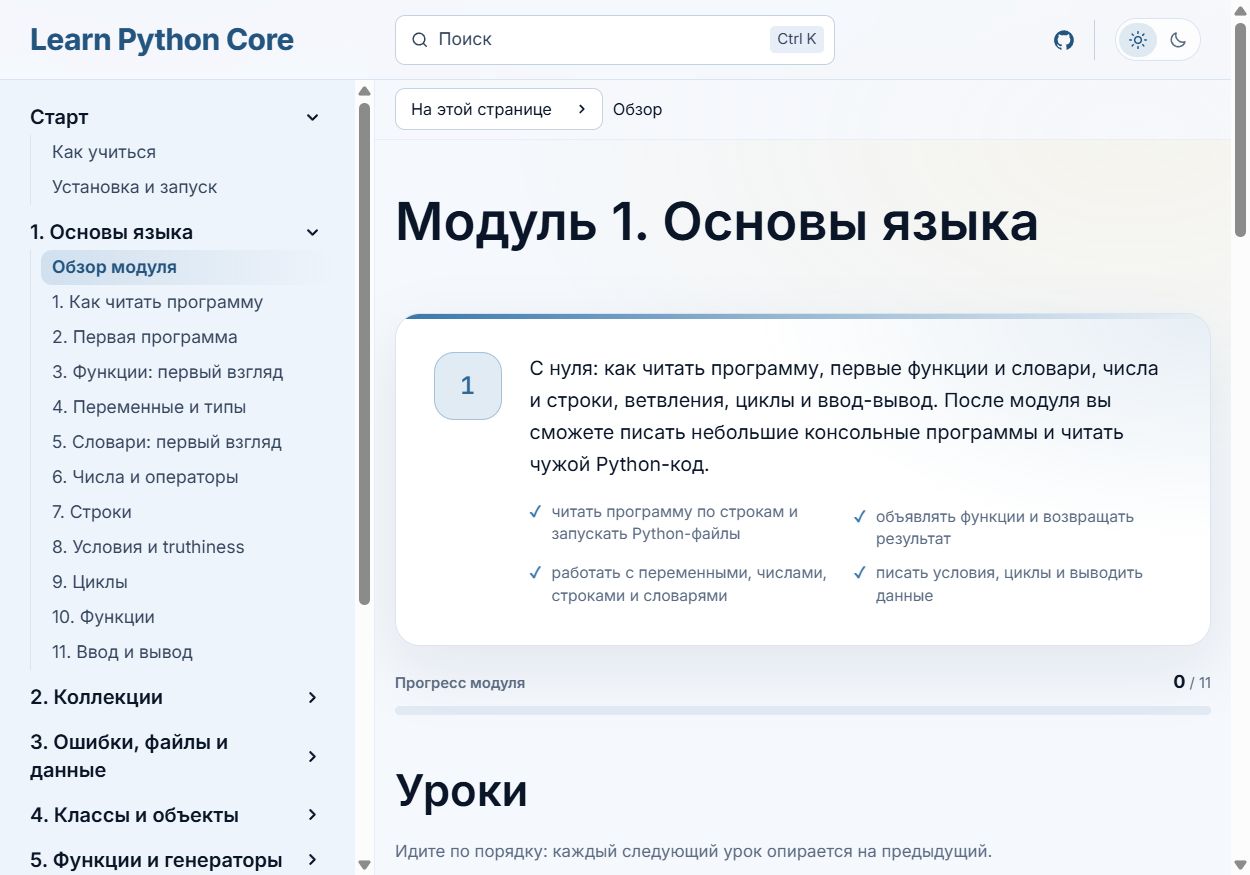 Learn Python Core
Поиск
Ctrl K
Старт
Как учиться
Установка и запуск
1. Основы языка
Обзор модуля
1. Как читать программу
2. Первая программа
3. Функции: первый взгляд
4. Переменные и типы
5. Словари: первый взгляд
6. Числа и операторы
7. Строки
8. Условия и truthiness
9. Циклы
10. Функции
11. Ввод и вывод
2. Коллекции
3. Ошибки, файлы и
данные
4. Классы и объекты
5. Функции и генераторы
На этой странице
Обзор
Модуль 1. Основы языка
1
С нуля: как читать программу, первые функции и словари, числа
и строки, ветвления, циклы и ввод-вывод. После модуля вы
сможете писать небольшие консольные программы и читать
чужой Python-код.
читать программу по строкам и
запускать Python-файлы
объявлять функции и возвращать
результат
работать с переменными, числами,
строками и словарями
писать условия, циклы и выводить
данные
Прогресс модуля
0 / 11
Уроки
Идите по порядку: каждый следующий урок опирается на предыдущий.